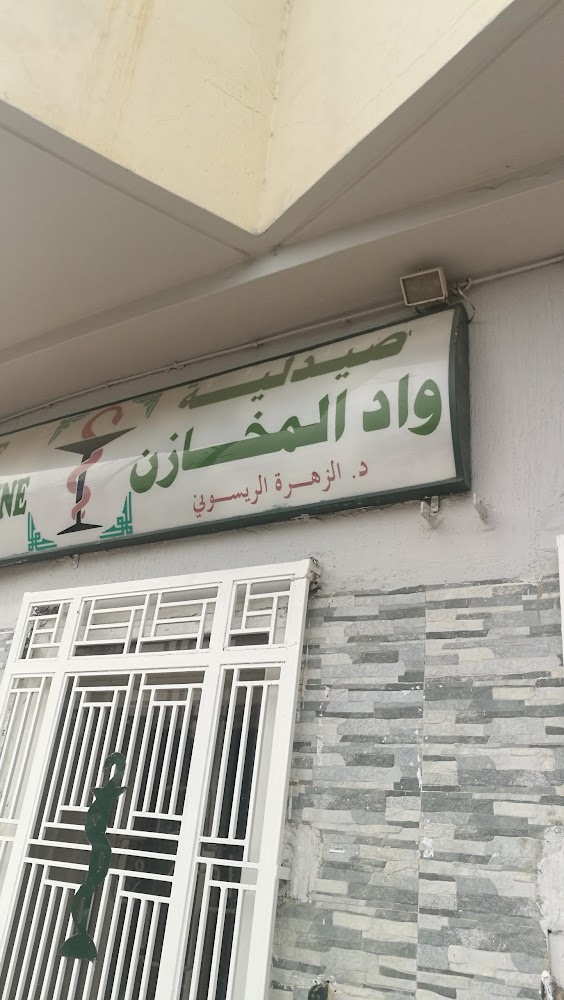 صيدلية
واد المخازن
د. الزهرة الريسوني
NE